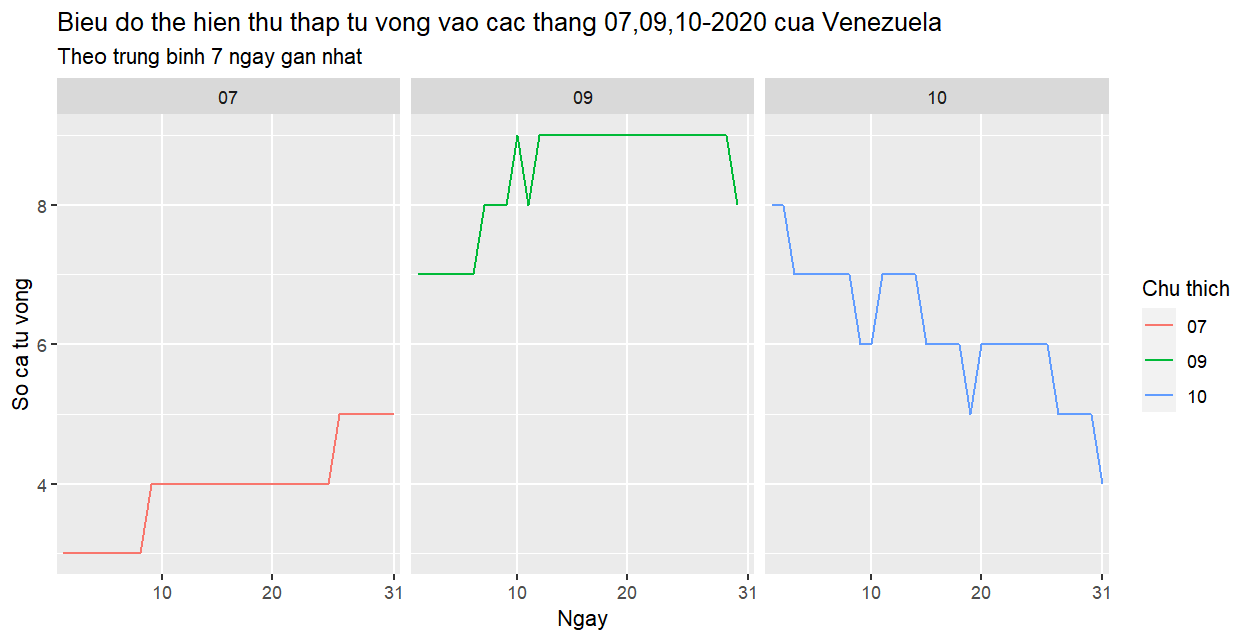 Bieu do the hien thu thap tu vong vao cac thang 07,09,10-2020 cua Venezuela
Theo trung binh 7 ngay gan nhat
07 09 10
8
6
4
So ca tu vong
10 20 31 10 20 31 10 20 31
Ngay
Chu thich
07
09
10